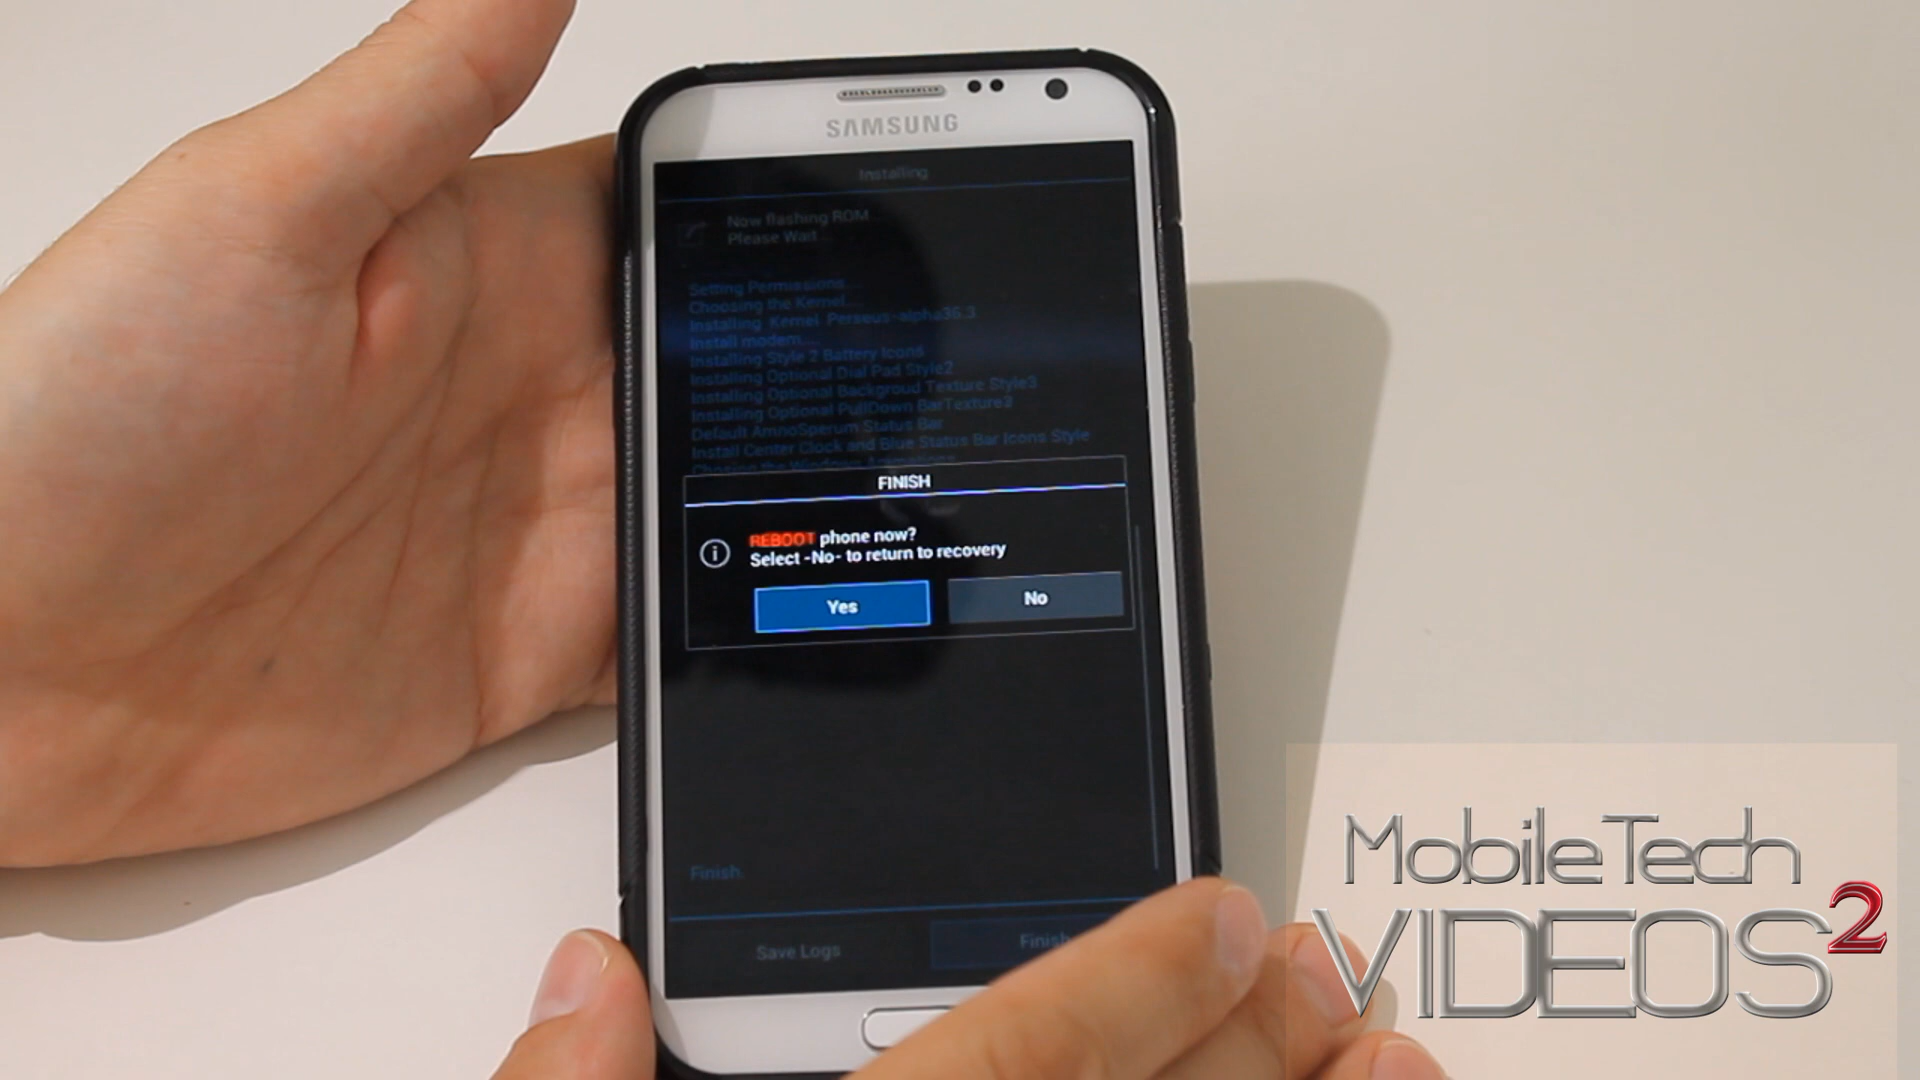 SAMSUNG
Installing
Now flashing ROM
Please Wait
Setting Permissions...
Choosing the Kernel...
Installing Kernel Perseus-alpha36.3
Install modem...
Installing Style 2 Battery Icons
Installing Optional Dial Pad Style2
Installing Optional Backgroud Texture Style3
Installing Optional PullDown BarTexture3
Default AmnoSperum Status Bar
Install Center Clock and Blue Status Bar Icons Style
FINISH
REBOOT phone now?
Select -No- to return to recovery
Yes No
Finish.
Save Logs Finish
MobileTech
VIDEOS2